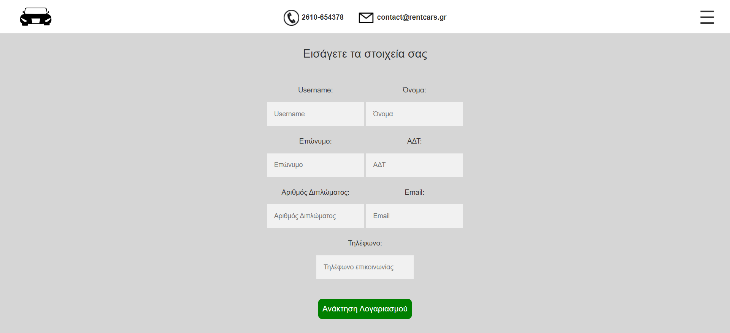 2610-654378 contact@rentcars.gr
Εισάγετε τα στοιχεία σας
Username: Όνομα:
Username Όνομα
Επώνυμο: ΑΔΤ:
Επώνυμο ΑΔΤ
Αριθμός Διπλώματος: Email:
Αριθμός Διπλώματος Email
Τηλέφωνο:
Τηλέφωνο επικοινωνίας
Ανάκτηση Λογαριασμού